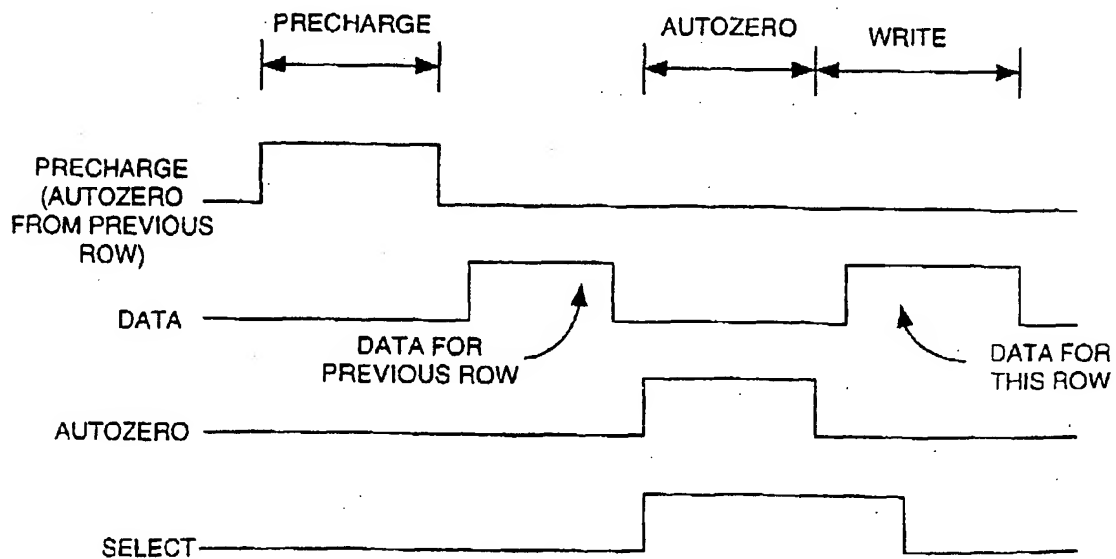 PRECHARGE
AUTOZERO
WRITE
PRECHARGE
(AUTOZERO
FROM PREVIOUS
ROW)
DATA
DATA FOR
PREVIOUS ROW
DATA FOR
THIS ROW
AUTOZERO
SELECT